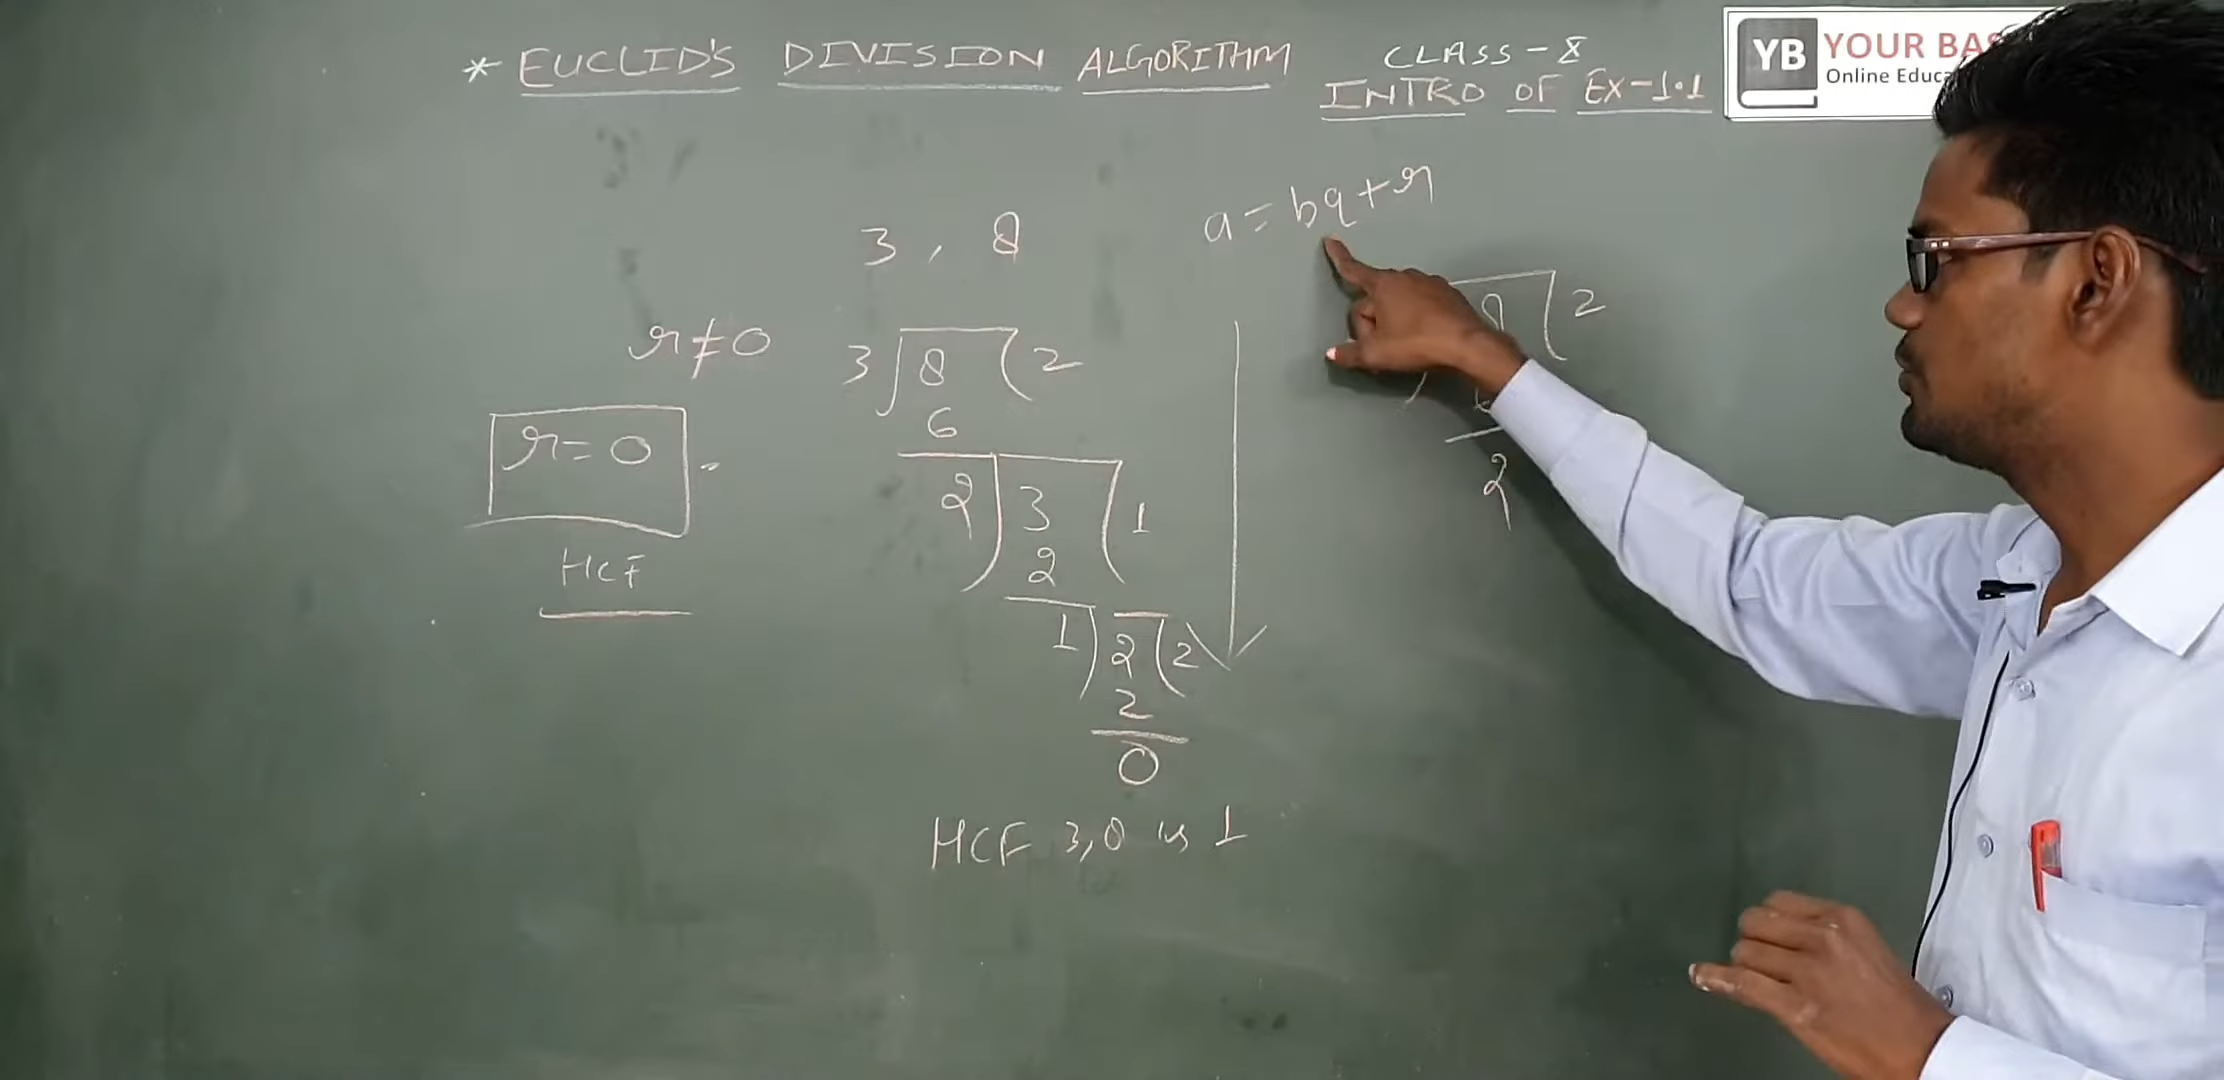 * EUCLID'S DIVISION ALGORITHM
CLASS - X
INTRO OF EX-1.1
YB YOUR BAS
Online Educa
a = bq + r
3 , 8
r ≠ 0
3 8 2
6
2 3 1
2
1 2 2
2
0
r = 0
HCF
8 2
2
HCF 3,8 is 1